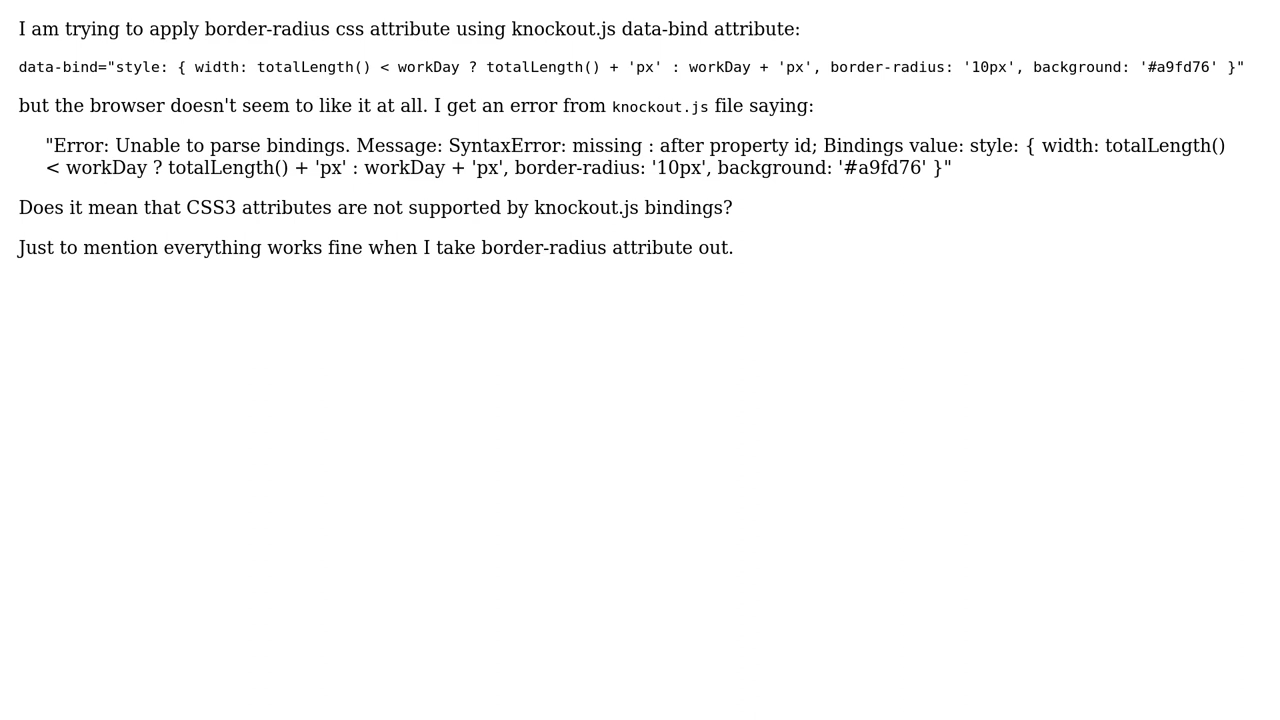 I am trying to apply border-radius css attribute using knockout.js data-bind attribute:
data-bind="style: { width: totalLength() < workDay ? totalLength() + 'px' : workDay + 'px', border-radius: '10px', background: '#a9fd76' }"
but the browser doesn't seem to like it at all. I get an error from knockout.js file saying:
"Error: Unable to parse bindings. Message: SyntaxError: missing : after property id; Bindings value: style: { width: totalLength()
< workDay ? totalLength() + 'px' : workDay + 'px', border-radius: '10px', background: '#a9fd76' }"
Does it mean that CSS3 attributes are not supported by knockout.js bindings?
Just to mention everything works fine when I take border-radius attribute out.